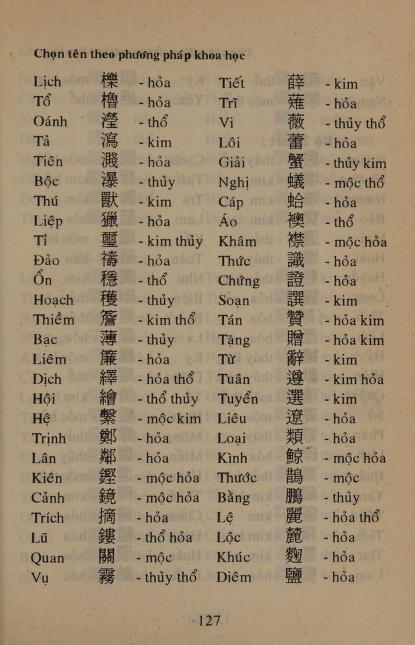 Chọn tên theo phương pháp khoa học
Lịch 櫟 - hỏa Tiết 薛 - kim
Tổ 櫓 - hỏa Trĩ 薙 - hỏa
Oánh 瀅 - thổ Vi 薇 - thủy thổ
Tả 瀉 - kim Lôi 蕾 - hỏa
Tiên 濺 - hỏa Giải 蟹 - thủy kim
Bộc 瀑 - thủy Nghị 蟻 - mộc thổ
Thú 獸 - kim Cáp 蛤 - hỏa
Liệp 獵 - hỏa Áo 襖 - thổ
Tỉ 璽 - kim thủy Khâm 襟 - mộc hỏa
Đảo 禱 - hỏa Thức 識 - hỏa
Ổn 穩 - thổ Chứng 證 - hỏa
Hoạch 穫 - thủy Soạn 譔 - kim
Thiềm 簷 - kim thổ Tán 贊 - hỏa kim
Bạc 薄 - thủy Tặng 贈 - hỏa kim
Liêm 簾 - hỏa Từ 辭 - kim
Dịch 繹 - hỏa thổ Tuân 遵 - kim hỏa
Hội 繪 - thổ thủy Tuyển 選 - kim
Hệ 繫 - mộc kim Liêu 遼 - hỏa
Trịnh 鄭 - hỏa Loại 類 - hỏa
Lân 鄰 - hỏa Kình 鯨 - mộc hỏa
Kiên 鏗 - mộc hỏa Thước 鵲 - mộc
Cảnh 鏡 - mộc hỏa Bằng 鵬 - thủy
Trích 摘 - hỏa Lệ 麗 - hỏa thổ
Lũ 鏤 - thổ hỏa Lộc 麓 - hỏa
Quan 關 - mộc Khúc 麴 - hỏa
Vụ 霧 - thủy thổ Diêm 鹽 - hỏa
127